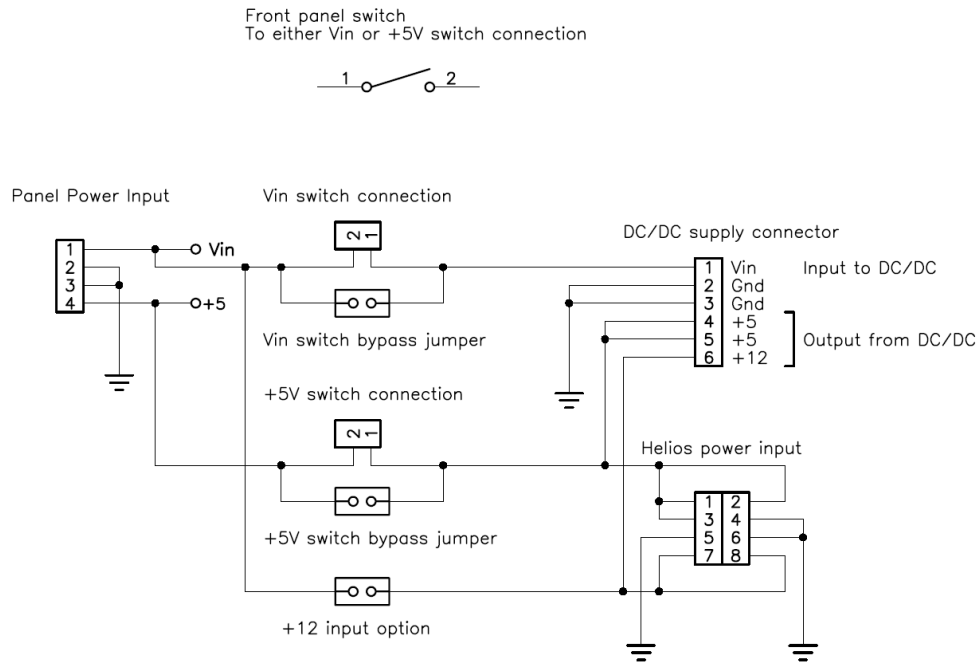 Front panel switch
To either Vin or +5V switch connection
1 2
Panel Power Input
Vin switch connection
2 1
DC/DC supply connector
1 Vin
2
3
4 +5
1 Vin Input to DC/DC
2 Gnd
3 Gnd
4 +5
5 +5 Output from DC/DC
6 +12
Vin switch bypass jumper
+5V switch connection
2 1
Helios power input
1 2
3 4
5 6
7 8
+5V switch bypass jumper
+12 input option